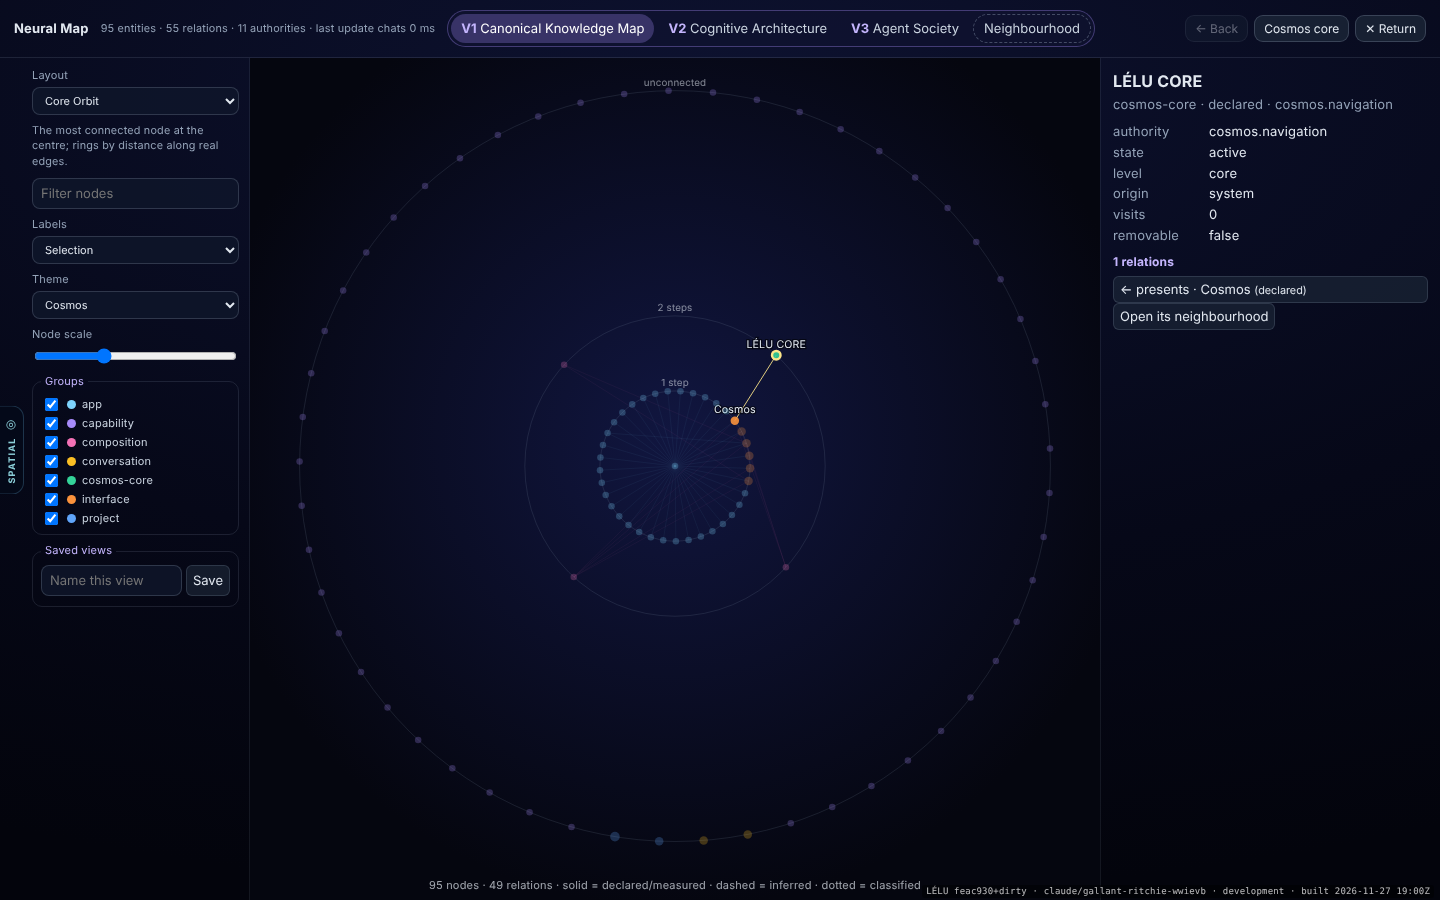 Neural Map
95 entities · 55 relations · 11 authorities · last update chats 0 ms
V1 Canonical Knowledge Map
V2 Cognitive Architecture
V3 Agent Society
Neighbourhood
← Back
Cosmos core
✕ Return
Layout
Core Orbit
The most connected node at the
centre; rings by distance along real
edges.
Filter nodes
Labels
Selection
Theme
Cosmos
Node scale
Groups
app
capability
composition
conversation
cosmos-core
interface
project
Saved views
Name this view
Save
SPATIAL ◎
unconnected
2 steps
LÉLU CORE
1 step
Cosmos
95 nodes · 49 relations · solid = declared/measured · dashed = inferred · dotted = classified
LÉLU CORE
cosmos-core · declared · cosmos.navigation
authority cosmos.navigation
state active
level core
origin system
visits 0
removable false
1 relations
← presents · Cosmos (declared)
Open its neighbourhood
LÉLU feac930+dirty · claude/gallant-ritchie-wwievb · development · built 2026-11-27 19:00Z